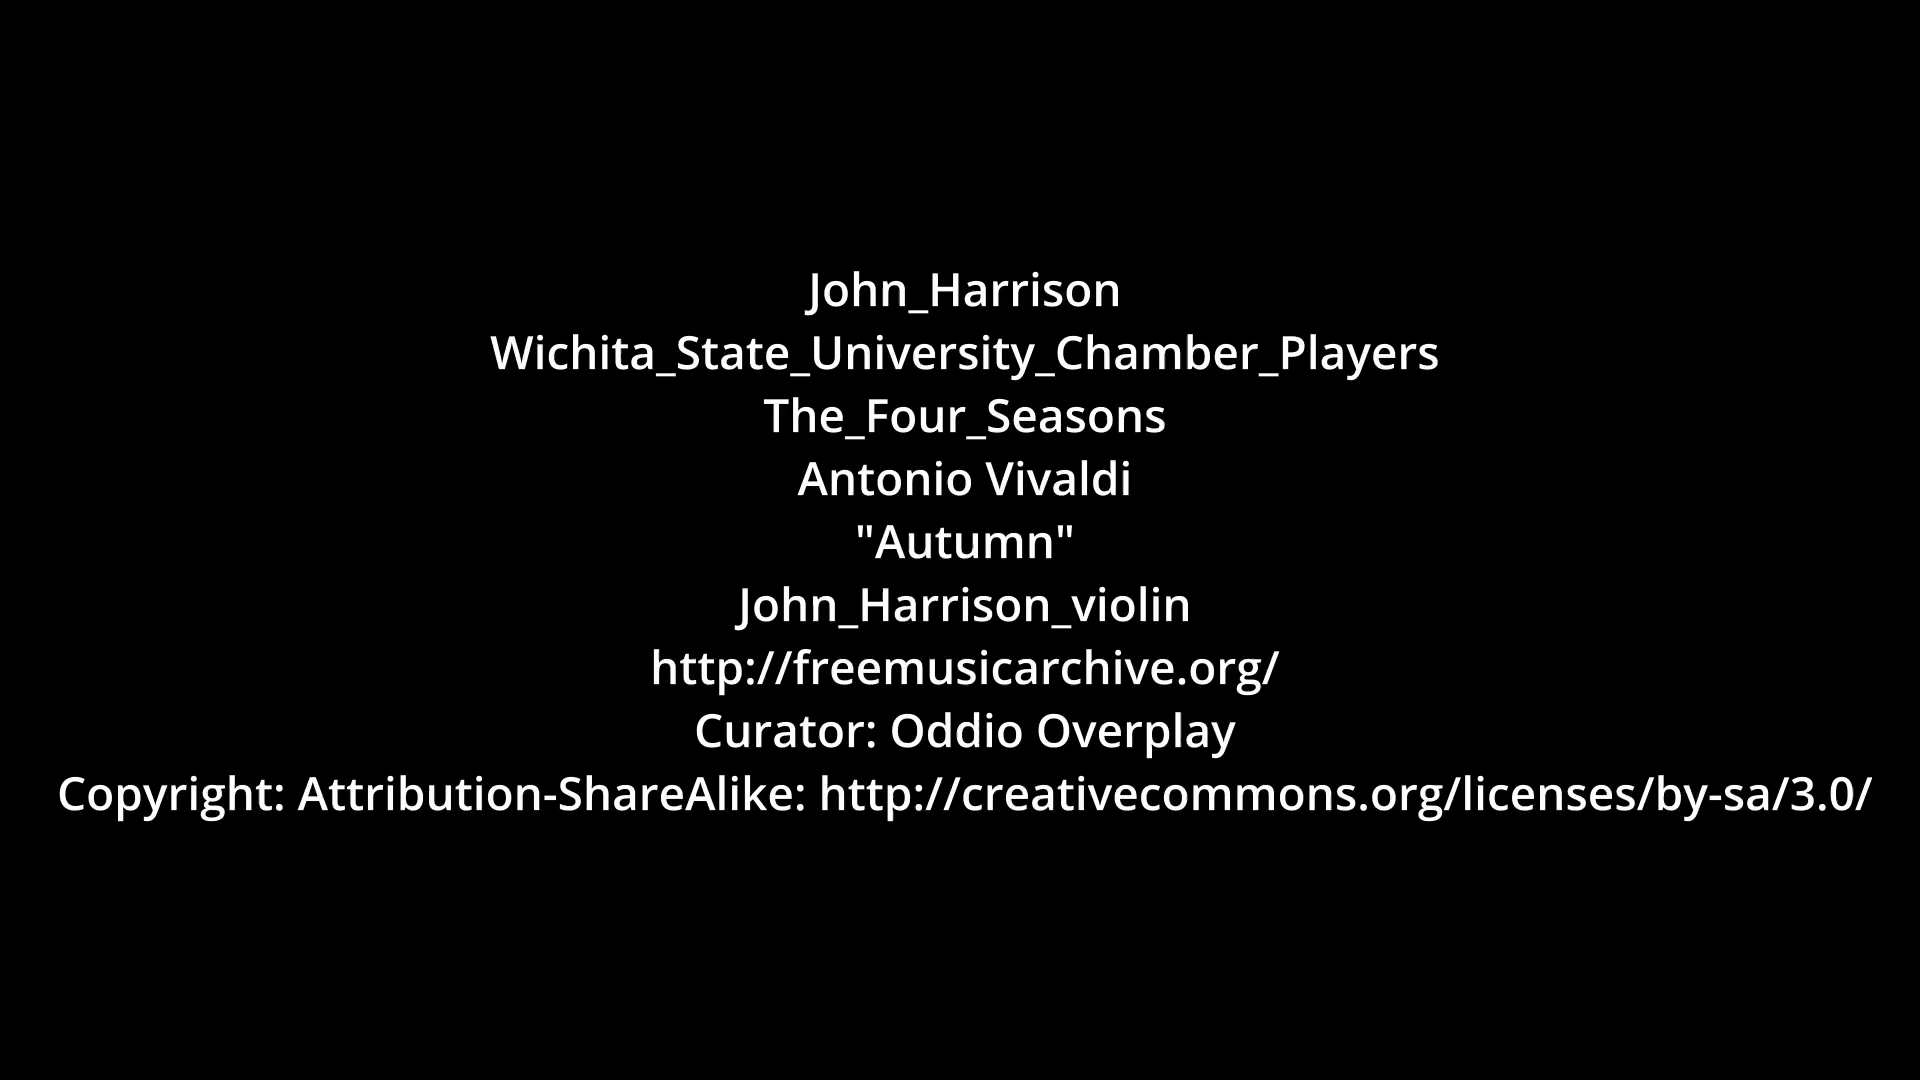 John_Harrison
Wichita_State_University_Chamber_Players
The_Four_Seasons
Antonio Vivaldi
"Autumn"
John_Harrison_violin
http://freemusicarchive.org/
Curator: Oddio Overplay
Copyright: Attribution-ShareAlike: http://creativecommons.org/licenses/by-sa/3.0/